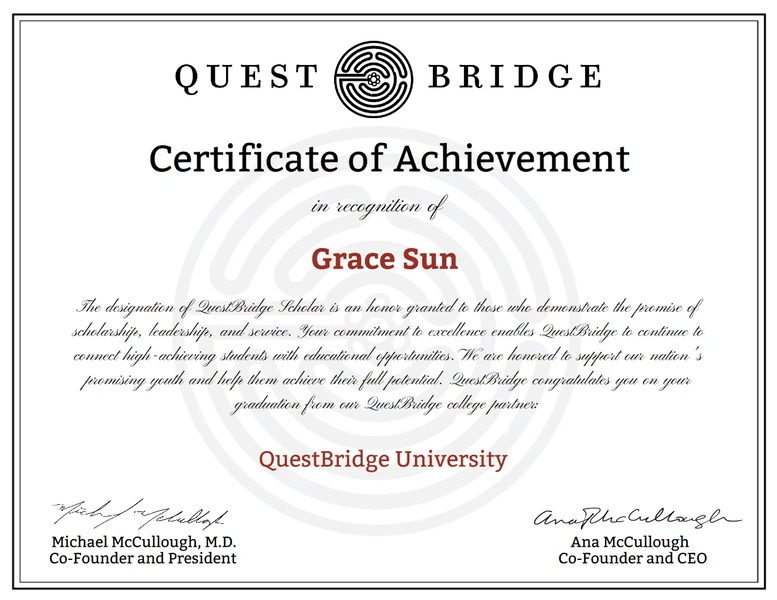 QUEST BRIDGE
Certificate of Achievement
in recognition of
Grace Sun
The designation of QuestBridge Scholar is an honor granted to those who demonstrate the promise of
scholarship, leadership, and service. Your commitment to excellence enables QuestBridge to continue to
connect high-achieving students with educational opportunities. We are honored to support our nation's
promising youth and help them achieve their full potential. QuestBridge congratulates you on your
graduation from our QuestBridge college partner:
QuestBridge University
Michael McCullough
Ana McCullough
Michael McCullough, M.D.
Co-Founder and President
Ana McCullough
Co-Founder and CEO